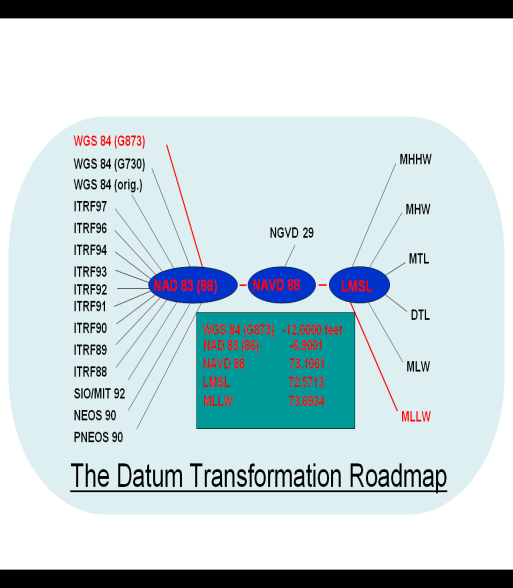 WGS 84 (G873)
WGS 84 (G730)
WGS 84 (orig.)
ITRF97
ITRF96
ITRF94
ITRF93
ITRF92
ITRF91
ITRF90
ITRF89
ITRF88
SIO/MIT 92
NEOS 90
PNEOS 90
NAD 83 (86)
NGVD 29
NAVD 88
LMSL
MHHW
MHW
MTL
DTL
MLW
MLLW
WGS 84 (G873) -12.0000 feet
NAD 83 (86)
NAVD 88 73.1061
LMSL 72.5713
MLLW 73.6934
The Datum Transformation Roadmap